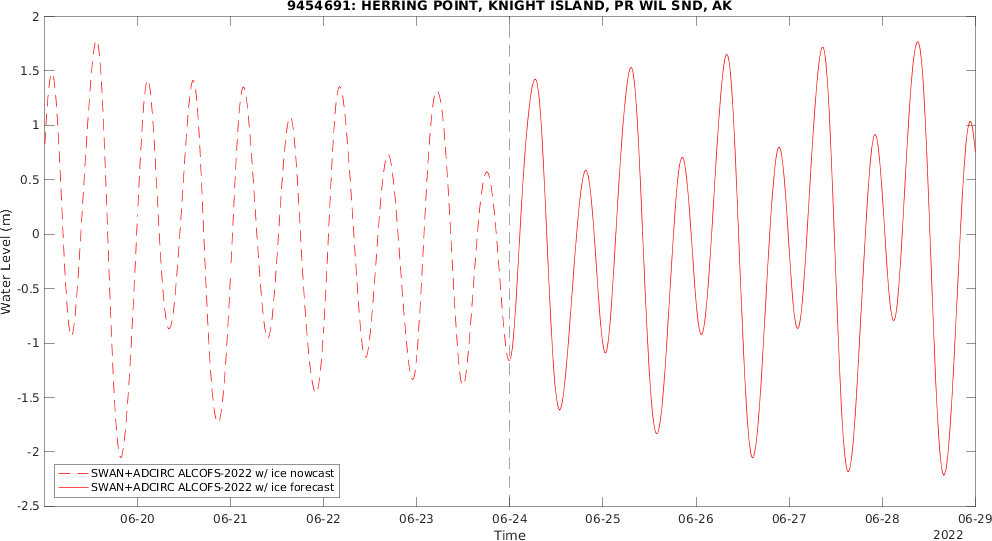 9454691: HERRING POINT, KNIGHT ISLAND, PR WIL SND, AK
2
1.5
1
0.5
0
-0.5
-1
-1.5
-2
-2.5
Water Level (m)
SWAN+ADCIRC ALCOFS-2022 w/ ice nowcast
SWAN+ADCIRC ALCOFS-2022 w/ ice forecast
06-20 06-21 06-22 06-23 06-24 06-25 06-26 06-27 06-28 06-29
Time
2022